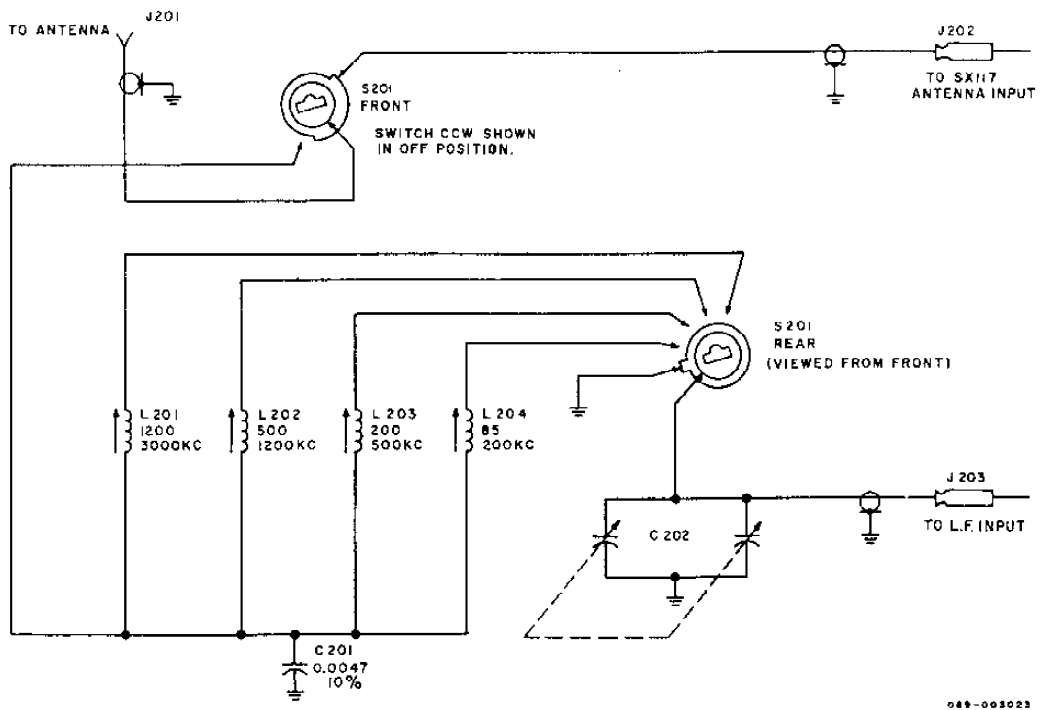 TO ANTENNA
J201
S201
FRONT
SWITCH CCW SHOWN
IN OFF POSITION.
J202
TO SX117
ANTENNA INPUT
S201
REAR
(VIEWED FROM FRONT)
L201
1200
3000KC
L202
500
1200KC
L203
200
500KC
L204
85
200KC
C202
J203
TO L.F. INPUT
C201
0.0047
10%
089-003023